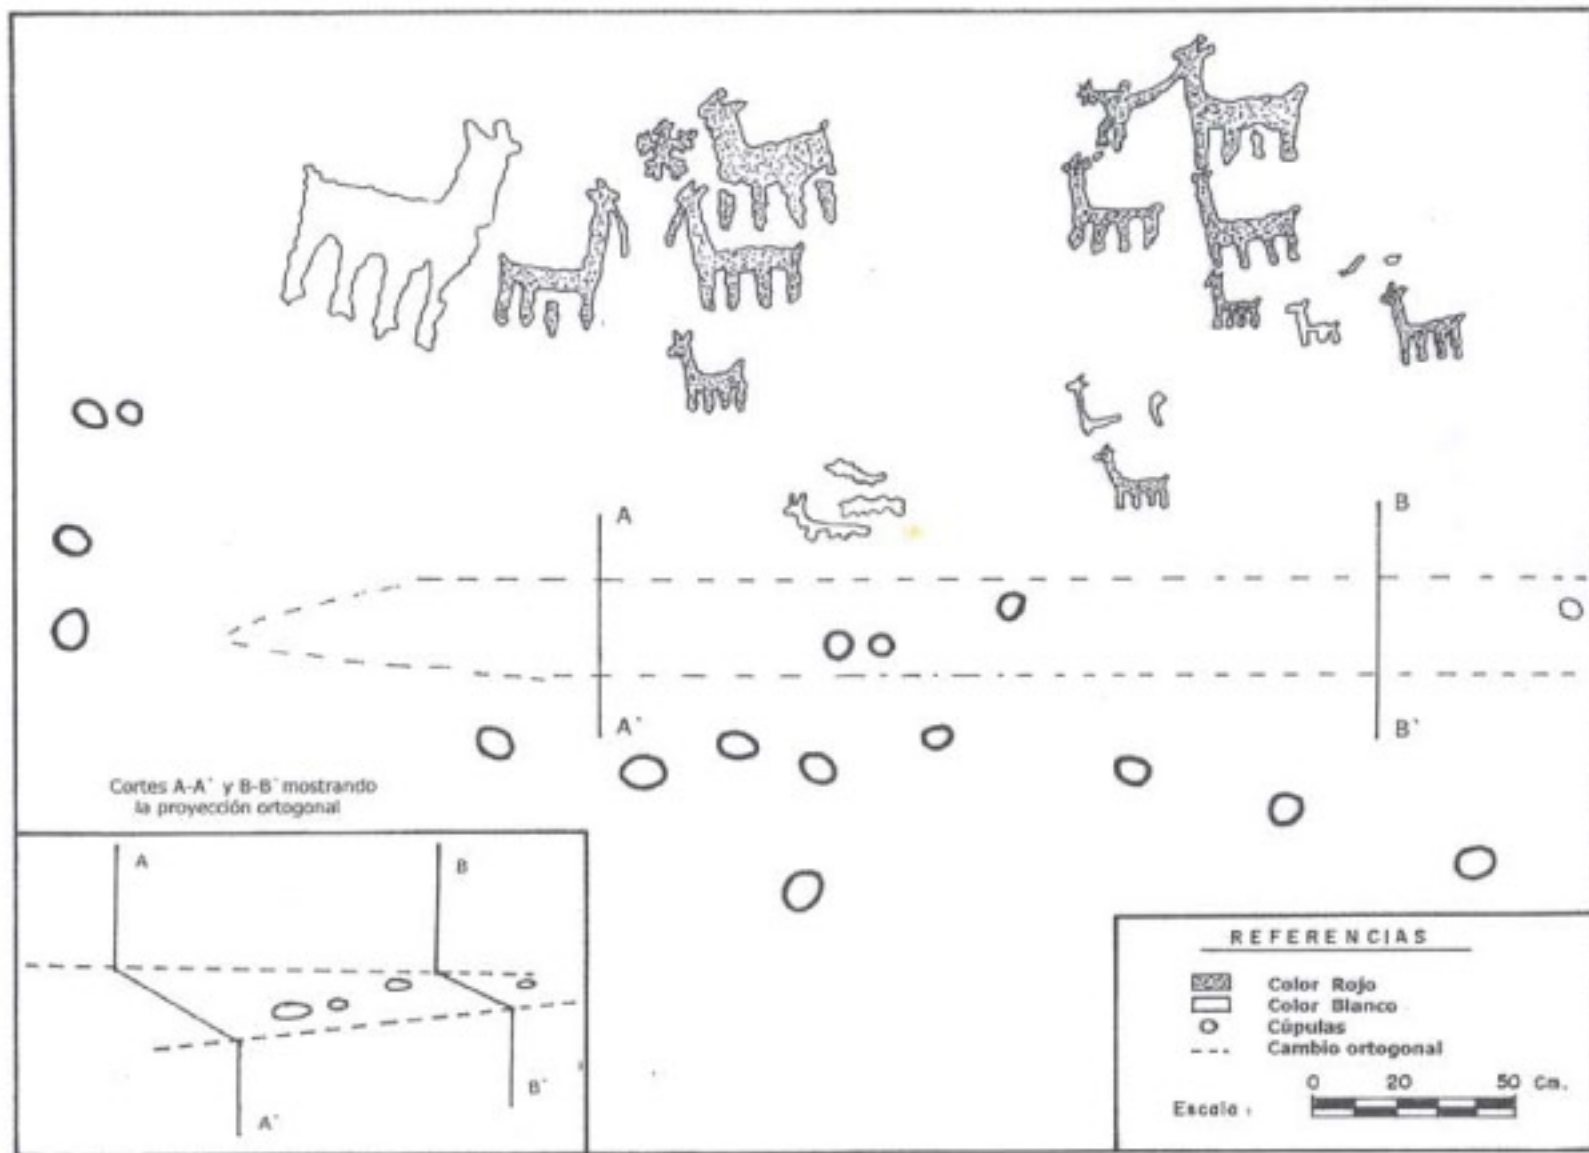 A
B
A`
B`
Cortes A-A` y B-B` mostrando
la proyección ortogonal
A
B
B`
A`
REFERENCIAS
Color Rojo
Color Blanco
Cúpulas
Cambio ortogonal
0 20 50 Cm.
Escala :